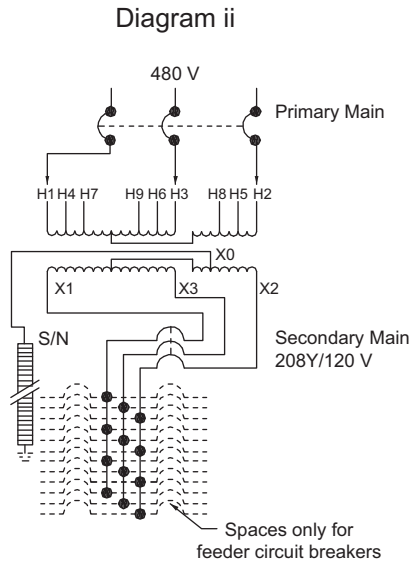 Diagram ii
480 V
Primary Main
H1 H4 H7 H9 H6 H3 H8 H5 H2
X0
X1 X3 X2
S/N
Secondary Main
208Y/120 V
Spaces only for
feeder circuit breakers